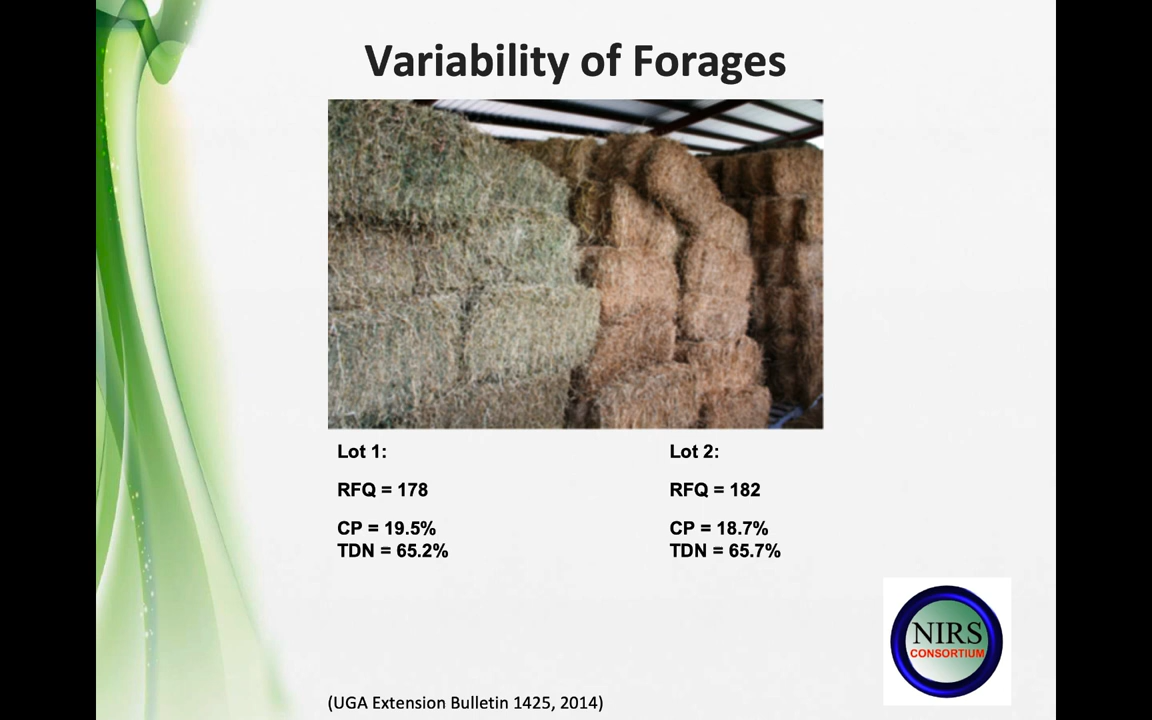 Variability of Forages
Lot 1:
RFQ = 178
CP = 19.5%
TDN = 65.2%
Lot 2:
RFQ = 182
CP = 18.7%
TDN = 65.7%
NIRS
CONSORTIUM
(UGA Extension Bulletin 1425, 2014)